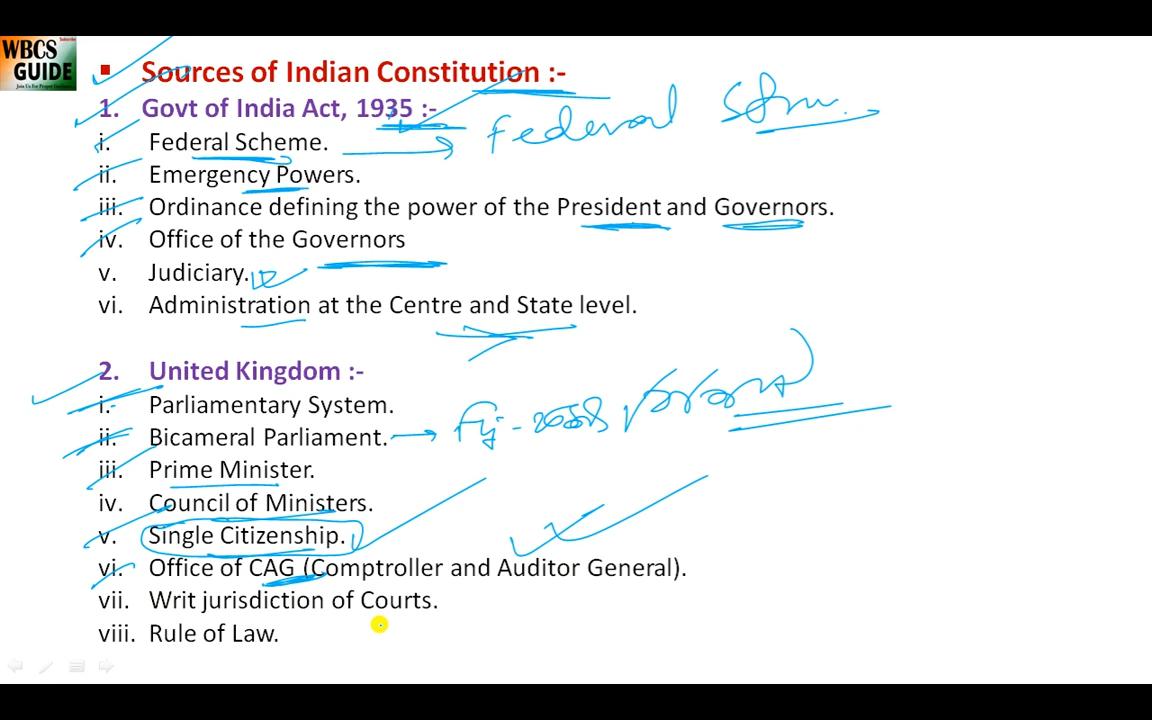 WBCS
GUIDE
▪ Sources of Indian Constitution :-
1. Govt of India Act, 1935 :-
Federal
i. Federal Scheme.
ii. Emergency Powers.
iii. Ordinance defining the power of the President and Governors.
iv. Office of the Governors
v. Judiciary.
vi. Administration at the Centre and State level.
2. United Kingdom :-
i. Parliamentary System.
ii. Bicameral Parliament.
iii. Prime Minister.
iv. Council of Ministers.
v. Single Citizenship.
vi. Office of CAG (Comptroller and Auditor General).
vii. Writ jurisdiction of Courts.
viii. Rule of Law.